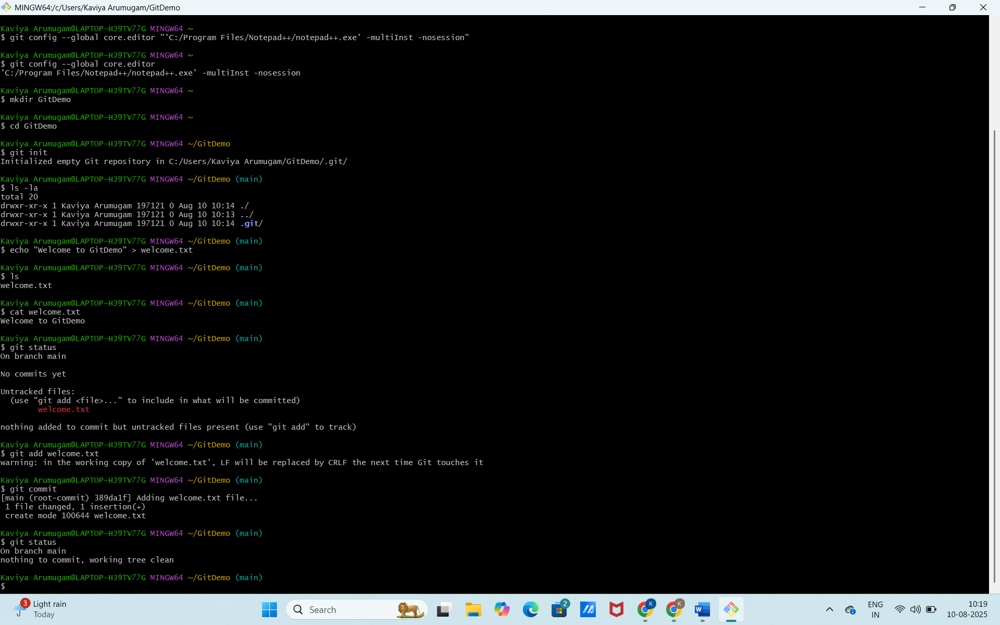 MINGW64:/c/Users/Kaviya Arumugam/GitDemo
Kaviya Arumugam@LAPTOP-HJ9TV77G MINGW64 ~
$ git config --global core.editor "'C:/Program Files/Notepad++/notepad++.exe' -multiInst -nosession"
Kaviya Arumugam@LAPTOP-HJ9TV77G MINGW64 ~
$ git config --global core.editor
'C:/Program Files/Notepad++/notepad++.exe' -multiInst -nosession
Kaviya Arumugam@LAPTOP-HJ9TV77G MINGW64 ~
$ mkdir GitDemo
Kaviya Arumugam@LAPTOP-HJ9TV77G MINGW64 ~
$ cd GitDemo
Kaviya Arumugam@LAPTOP-HJ9TV77G MINGW64 ~/GitDemo
$ git init
Initialized empty Git repository in C:/Users/Kaviya Arumugam/GitDemo/.git/
Kaviya Arumugam@LAPTOP-HJ9TV77G MINGW64 ~/GitDemo (main)
$ ls -la
total 20
drwxr-xr-x 1 Kaviya Arumugam 197121 0 Aug 10 10:14 ./
drwxr-xr-x 1 Kaviya Arumugam 197121 0 Aug 10 10:13 ../
drwxr-xr-x 1 Kaviya Arumugam 197121 0 Aug 10 10:14 .git/
Kaviya Arumugam@LAPTOP-HJ9TV77G MINGW64 ~/GitDemo (main)
$ echo "Welcome to GitDemo" > welcome.txt
Kaviya Arumugam@LAPTOP-HJ9TV77G MINGW64 ~/GitDemo (main)
$ ls
welcome.txt
Kaviya Arumugam@LAPTOP-HJ9TV77G MINGW64 ~/GitDemo (main)
$ cat welcome.txt
Welcome to GitDemo
Kaviya Arumugam@LAPTOP-HJ9TV77G MINGW64 ~/GitDemo (main)
$ git status
On branch main
No commits yet
Untracked files:
  (use "git add <file>..." to include in what will be committed)
        welcome.txt
nothing added to commit but untracked files present (use "git add" to track)
Kaviya Arumugam@LAPTOP-HJ9TV77G MINGW64 ~/GitDemo (main)
$ git add welcome.txt
warning: in the working copy of 'welcome.txt', LF will be replaced by CRLF the next time Git touches it
Kaviya Arumugam@LAPTOP-HJ9TV77G MINGW64 ~/GitDemo (main)
$ git commit
[main (root-commit) 389da1f] Adding welcome.txt file...
 1 file changed, 1 insertion(+)
 create mode 100644 welcome.txt
Kaviya Arumugam@LAPTOP-HJ9TV77G MINGW64 ~/GitDemo (main)
$ git status
On branch main
nothing to commit, working tree clean
Kaviya Arumugam@LAPTOP-HJ9TV77G MINGW64 ~/GitDemo (main)
$
3
Light rain
Today
Search
2
K
K
W
ENG
IN
10:19
10-08-2025